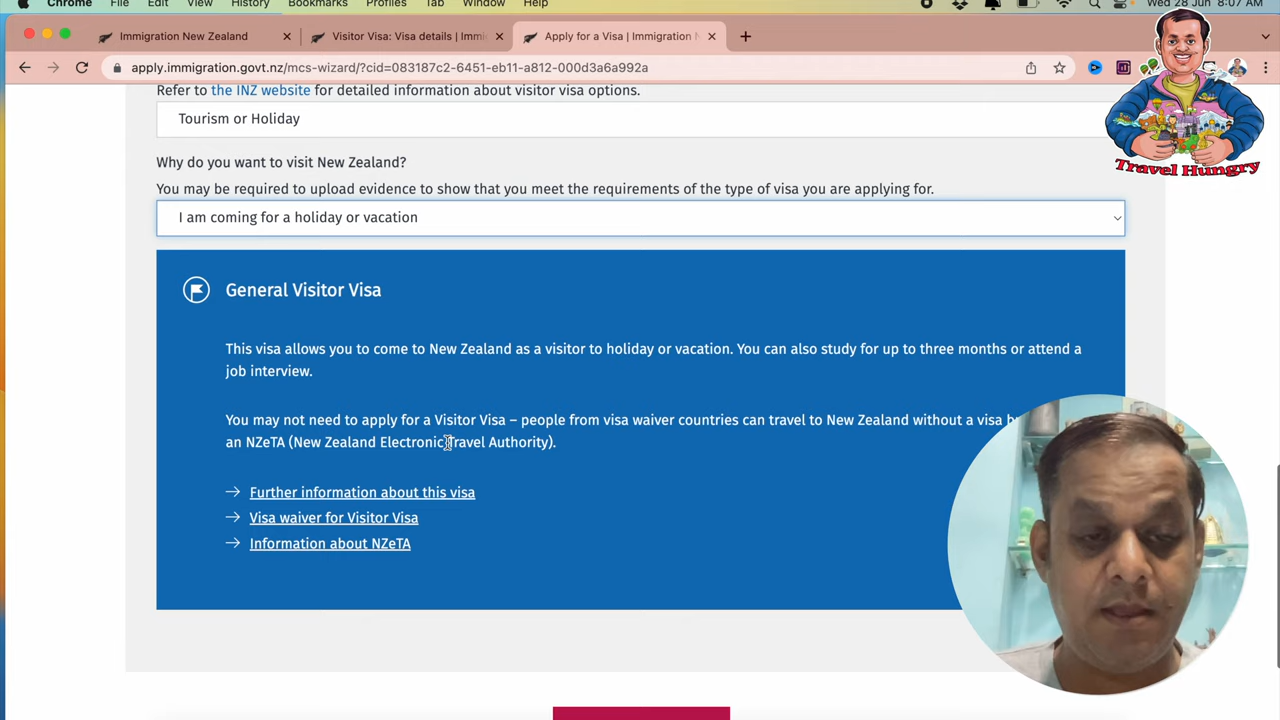 Chrome File Edit View History Bookmarks Profiles Tab Window Help Wed 28 Jun 8:07 AM
Immigration New Zealand Visitor Visa: Visa details | Immi Apply for a Visa | Immigration N
apply.immigration.govt.nz/mcs-wizard/?cid=083187c2-6451-eb11-a812-000d3a6a992a
Refer to the INZ website for detailed information about visitor visa options.
Tourism or Holiday
Travel Hungry
Why do you want to visit New Zealand?
You may be required to upload evidence to show that you meet the requirements of the type of visa you are applying for.
I am coming for a holiday or vacation
General Visitor Visa
This visa allows you to come to New Zealand as a visitor to holiday or vacation. You can also study for up to three months or attend a
job interview.
You may not need to apply for a Visitor Visa – people from visa waiver countries can travel to New Zealand without a visa
an NZeTA (New Zealand Electronic Travel Authority).
Further information about this visa
Visa waiver for Visitor Visa
Information about NZeTA